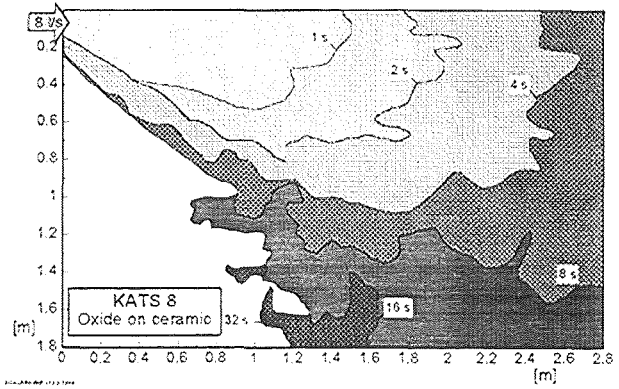 8 l/s
0.2
0.4
0.6
0.8
1
1.2
1.4
1.6
1.8
[m]
1 s
2 s
4 s
8 s
16 s
32 s
KATS 8
Oxide on ceramic
0 0.2 0.4 0.6 0.8 1 1.2 1.4 1.6 1.8 2 2.2 2.4 2.6 2.8
[m]